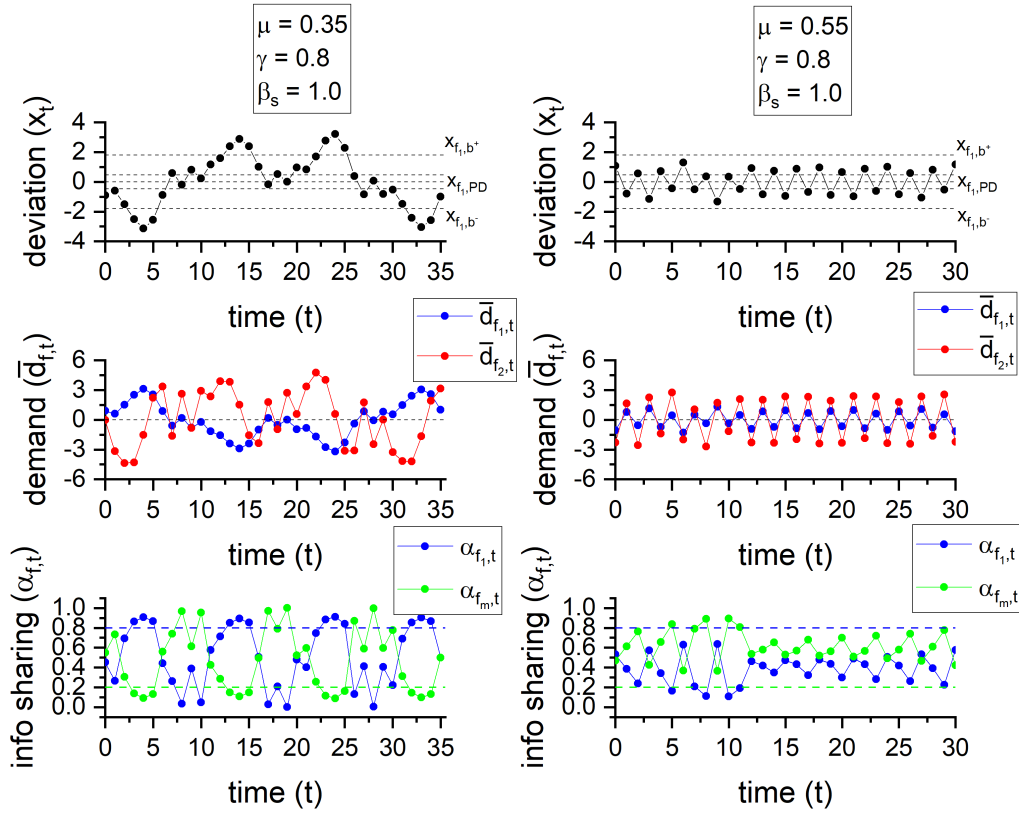 μ = 0.35
γ = 0.8
βs = 1.0
μ = 0.55
γ = 0.8
βs = 1.0
deviation (xt)
4
2
0
-2
-4
xf₁,b⁺
xf₁,PD
xf₁,b⁻
0 5 10 15 20 25 30 35
time (t)
deviation (xt)
4
2
0
-2
-4
xf₁,b⁺
xf₁,PD
xf₁,b⁻
0 5 10 15 20 25 30
time (t)
demand (d̅f,t)
6
3
0
-3
-6
d̅f₁,t
d̅f₂,t
0 5 10 15 20 25 30 35
time (t)
demand (d̅f,t)
6
3
0
-3
-6
d̅f₁,t
d̅f₂,t
0 5 10 15 20 25 30
time (t)
info sharing (αf,t)
1.0
0.8
0.6
0.4
0.2
0.0
αf₁,t
αfm,t
0 5 10 15 20 25 30 35
time (t)
info sharing (αf,t)
1.0
0.8
0.6
0.4
0.2
0.0
αf₁,t
αfm,t
0 5 10 15 20 25 30
time (t)